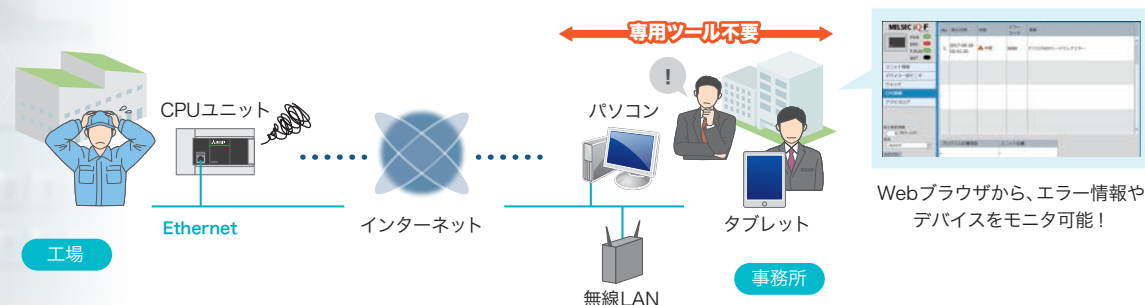 専用ツール不要
MELSEC iQ F
CPUユニット
!
パソコン
Ethernet
インターネット
タブレット
無線LAN
工場
事務所
Webブラウザから、エラー情報や
デバイスをモニタ可能！